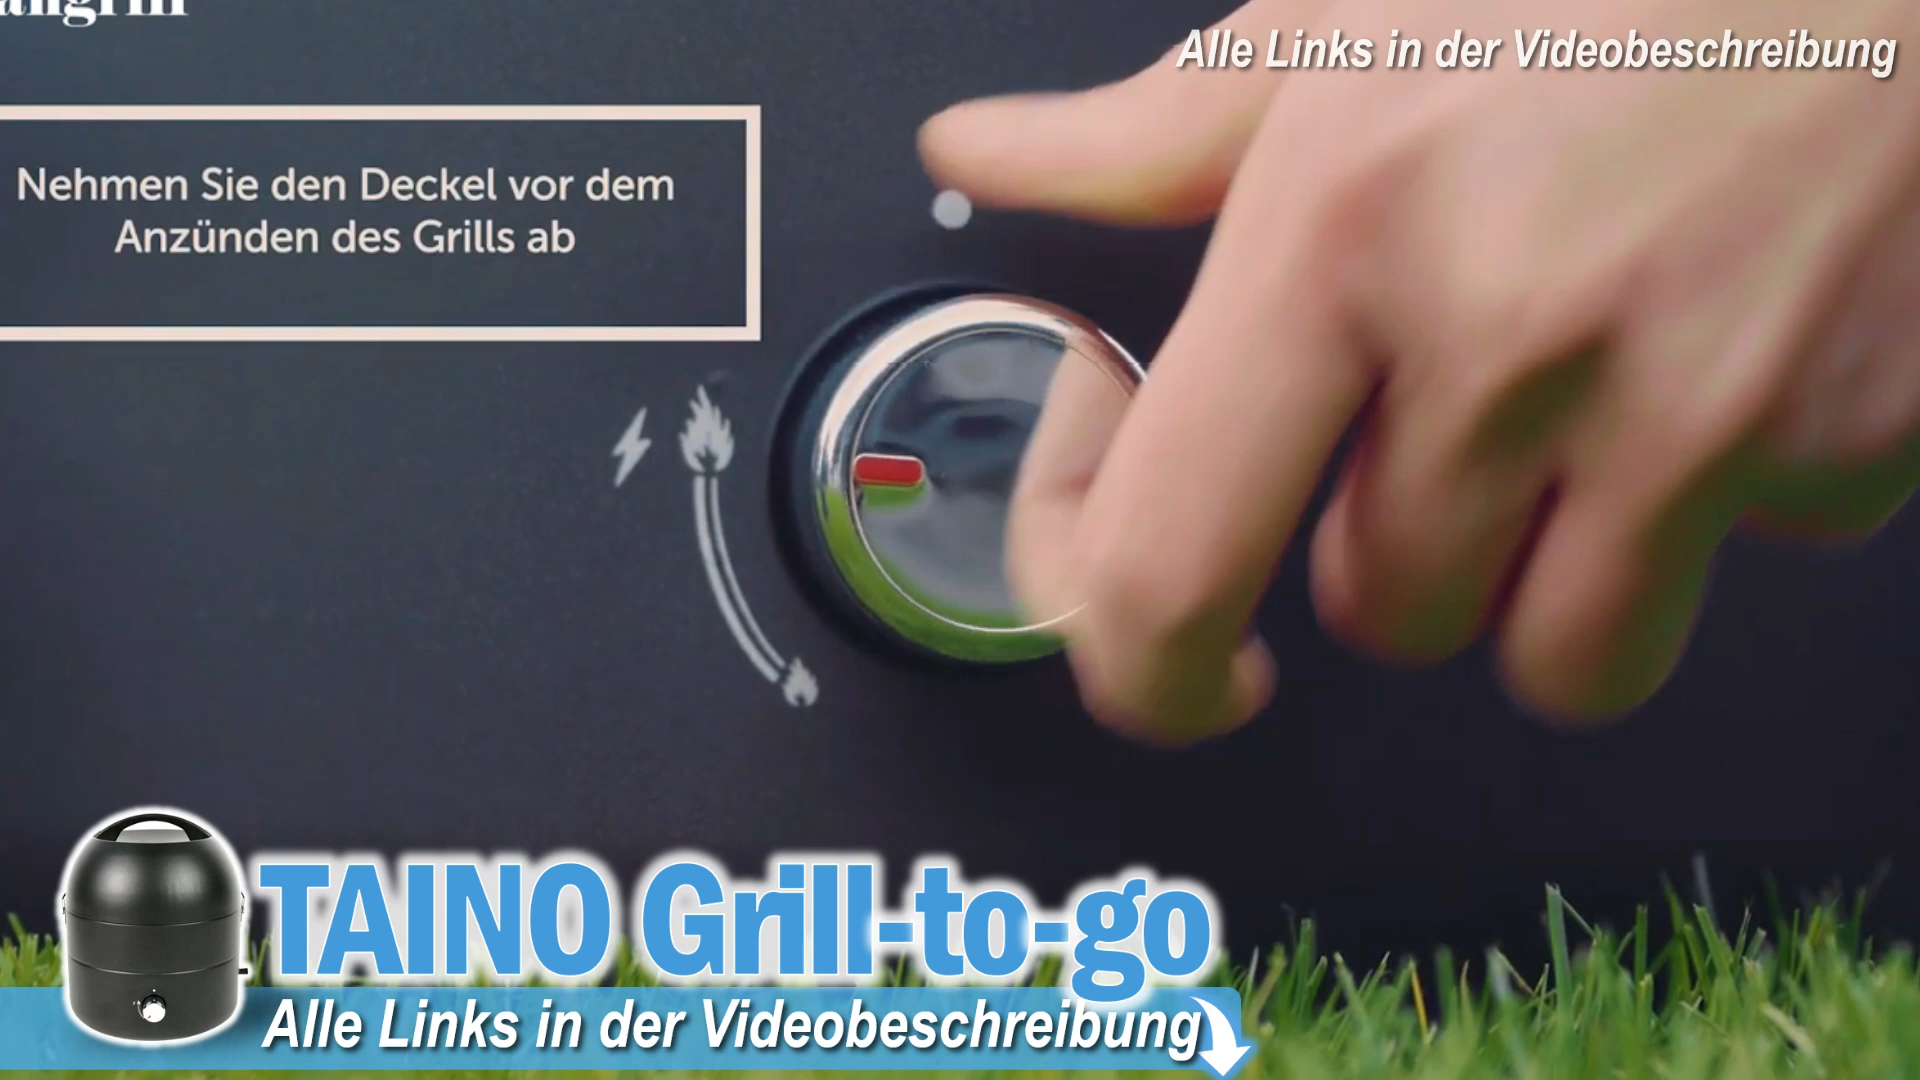 Alle Links in der Videobeschreibung
Nehmen Sie den Deckel vor dem
Anzünden des Grills ab
TAINO Grill-to-go
Alle Links in der Videobeschreibung